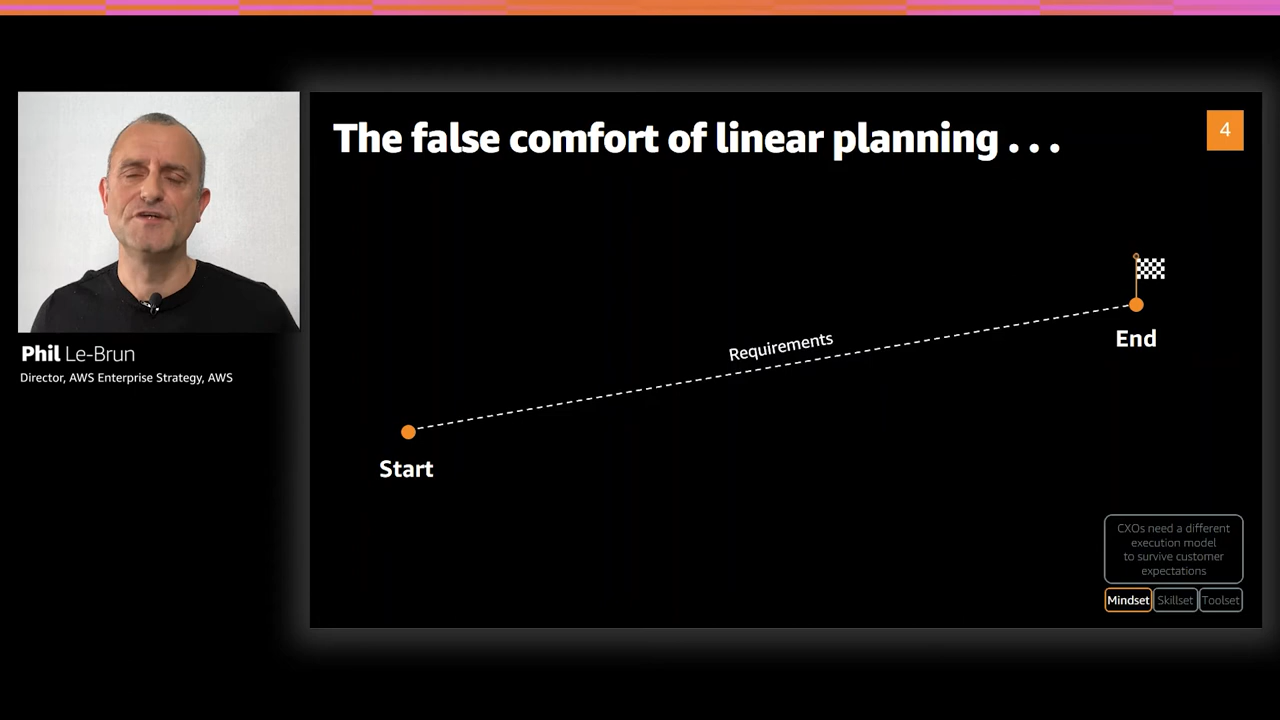 The false comfort of linear planning . . .
4
Phil Le-Brun
Director, AWS Enterprise Strategy, AWS
Requirements
End
Start
CXOs need a different
execution model
to survive customer
expectations
Mindset Skillset Toolset